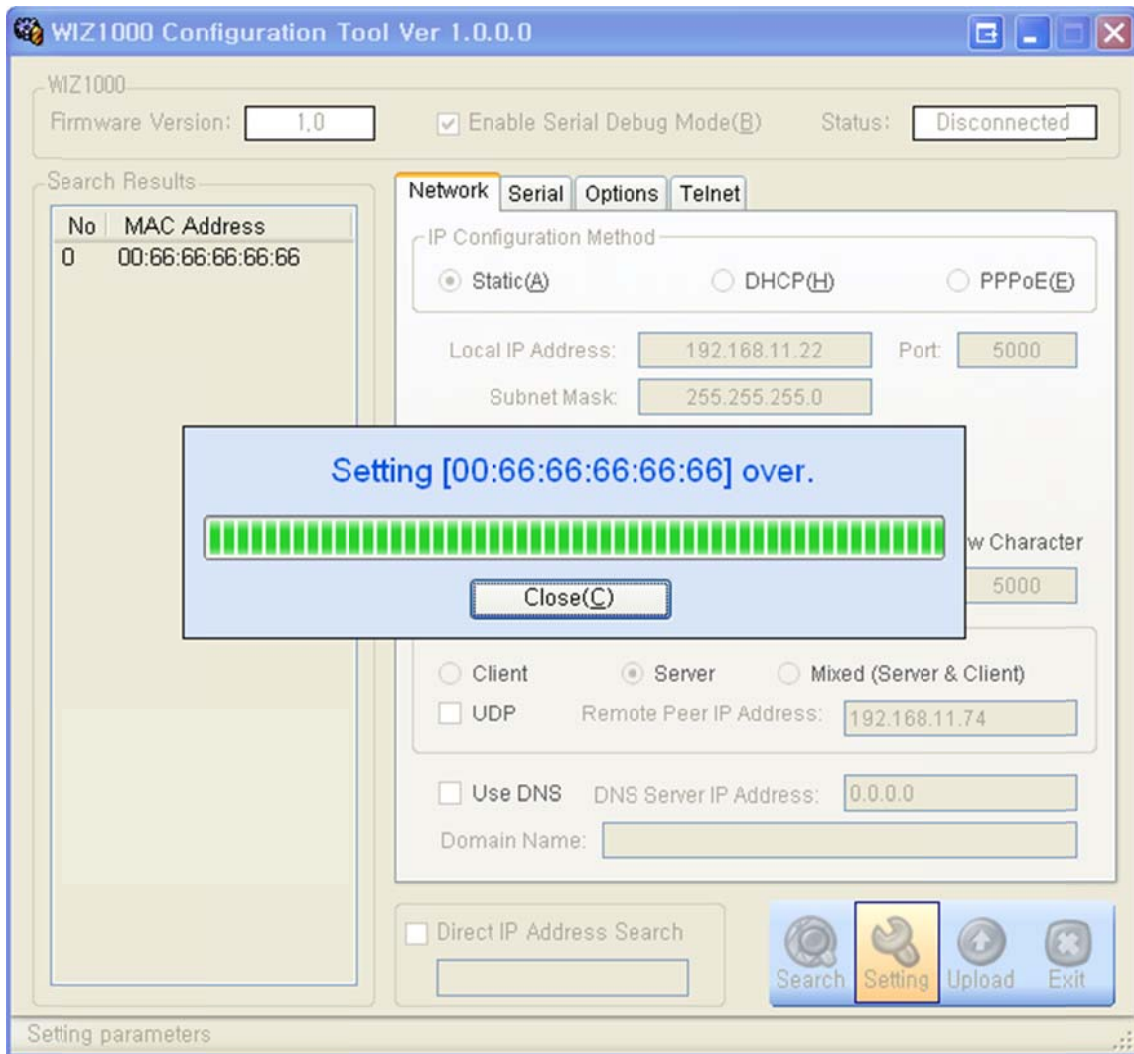 WIZ1000 Configuration Tool Ver 1.0.0.0
WIZ1000
Firmware Version: 1,0 Enable Serial Debug Mode(B) Status: Disconnected
Search Results
No MAC Address
0 00:66:66:66:66:66
Network Serial Options Telnet
IP Configuration Method
Static(A) DHCP(H) PPPoE(E)
Local IP Address: 192.168.11.22 Port: 5000
Subnet Mask: 255.255.255.0
Setting [00:66:66:66:66:66] over.
Character
5000
Close(C)
Client Server Mixed (Server & Client)
UDP Remote Peer IP Address: 192.168.11.74
Use DNS DNS Server IP Address: 0.0.0.0
Domain Name:
Direct IP Address Search
Search Setting Upload Exit
Setting parameters